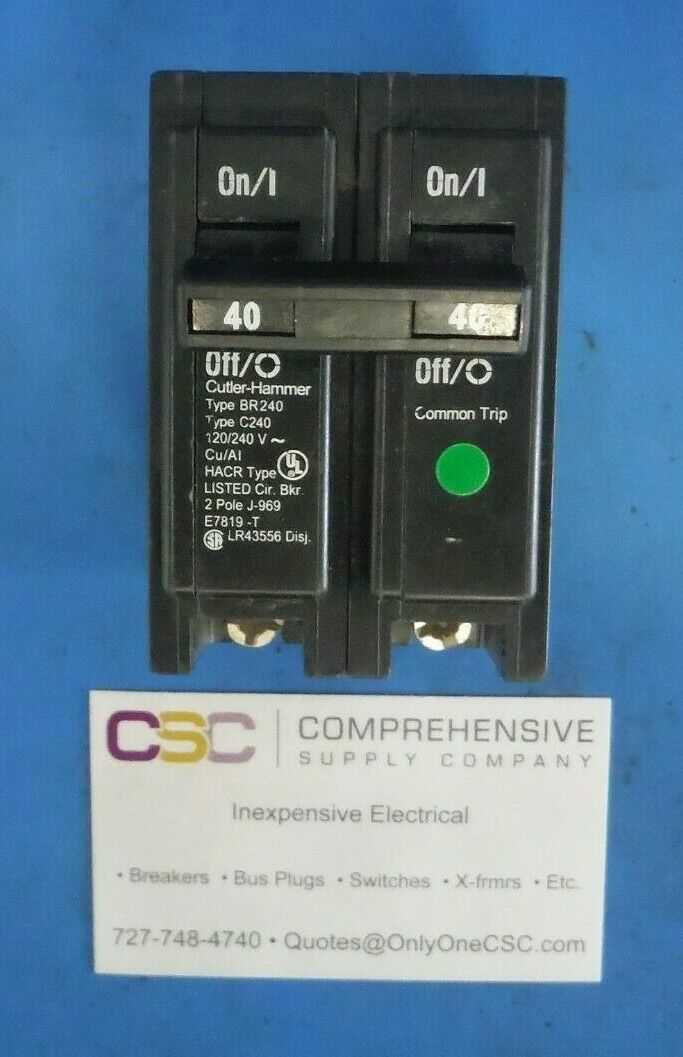 On/I
On/I
40
40
Off/O
Cutler-Hammer
Type BR240
Type C240
120/240 V ~
Cu/Al
HACR Type
UL
LISTED Cir. Bkr
2 Pole J-969
E7819 -T
SA LR43556 Disj.
Off/O
Common Trip
CSC
COMPREHENSIVE
SUPPLY COMPANY
Inexpensive Electrical
• Breakers • Bus Plugs • Switches • X-frmrs • Etc.
727-748-4740 • Quotes@OnlyOneCSC.com